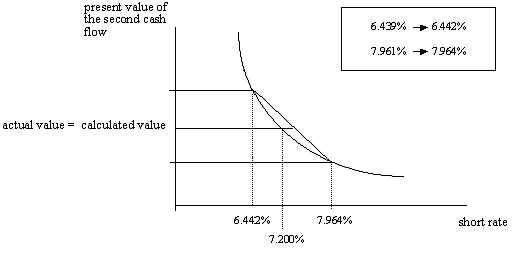 present value of
the second cash
flow
6.439% → 6.442%
7.961% → 7.964%
actual value = calculated value
6.442% 7.964%
short rate
7.200%